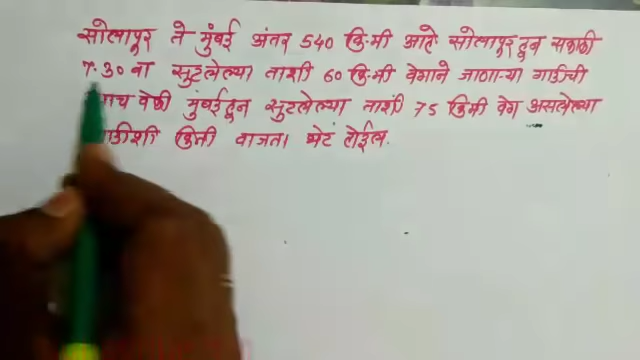 सोलापूर ते मुंबई अंतर 540 कि.मी आहे सोलापूरहून सकाळी
7.30 वा सुटलेल्या ताशी 60 कि.मी वेगाने जाणाऱ्या गाडीची
याच वेळी मुंबईहून सुटलेल्या ताशी 75 किमी वेग असलेल्या
गाडीशी किती वाजता भेट होईल.